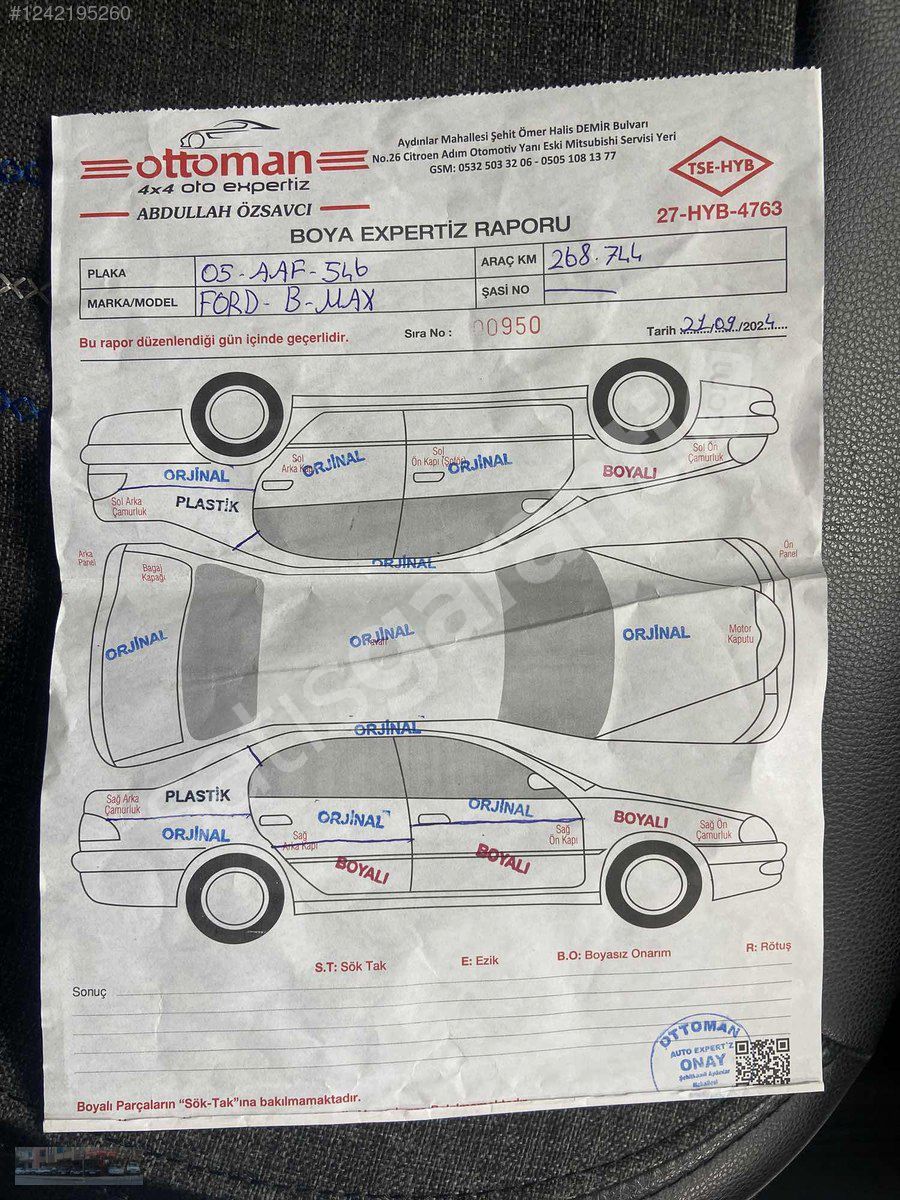 #1242195260
ottoman
4x4 oto expertiz
ABDULLAH ÖZSAVCI
Aydınlar Mahallesi Şehit Ömer Halis DEMİR Bulvarı
No.26 Citroen Adım Otomotiv Yanı Eski Mitsubishi Servisi Yeri
GSM: 0532 503 32 06 - 0505 108 13 77
TSE-HYB
27-HYB-4763
BOYA EXPERTİZ RAPORU
PLAKA 05-AAF-546 ARAÇ KM 268.744
MARKA/MODEL FORD-B-MAX ŞASİ NO
Bu rapor düzenlendiği gün içinde geçerlidir. Sıra No : 00950 Tarih 21/09/2024
Sol Arka Çamurluk
ORJİNAL
PLASTİK
Sol
Arka
ORJİNAL
Sol
Ön Kapı
ORJİNAL
BOYALI
Sol Ön
Çamurluk
ORJİNAL
Arka
Panel
Bagaj
Kapağı
ORJİNAL
ORJİNAL
ORJİNAL
Motor
Kaputu
Ön
Panel
ORJİNAL
Sağ Arka
Çamurluk
PLASTİK
ORJİNAL
ORJİNAL
Sağ
Arka Kapı
BOYALI
ORJİNAL
Sağ
Ön Kapı
BOYALI
BOYALI
Sağ Ön
Çamurluk
S.T: Sök Tak E: Ezik B.O: Boyasız Onarım R: Rötuş
Sonuç
OTTOMAN
AUTO EXPERTİZ
ONAY
Mahallesi
Boyalı Parçaların “Sök-Tak”ına bakılmamaktadır.